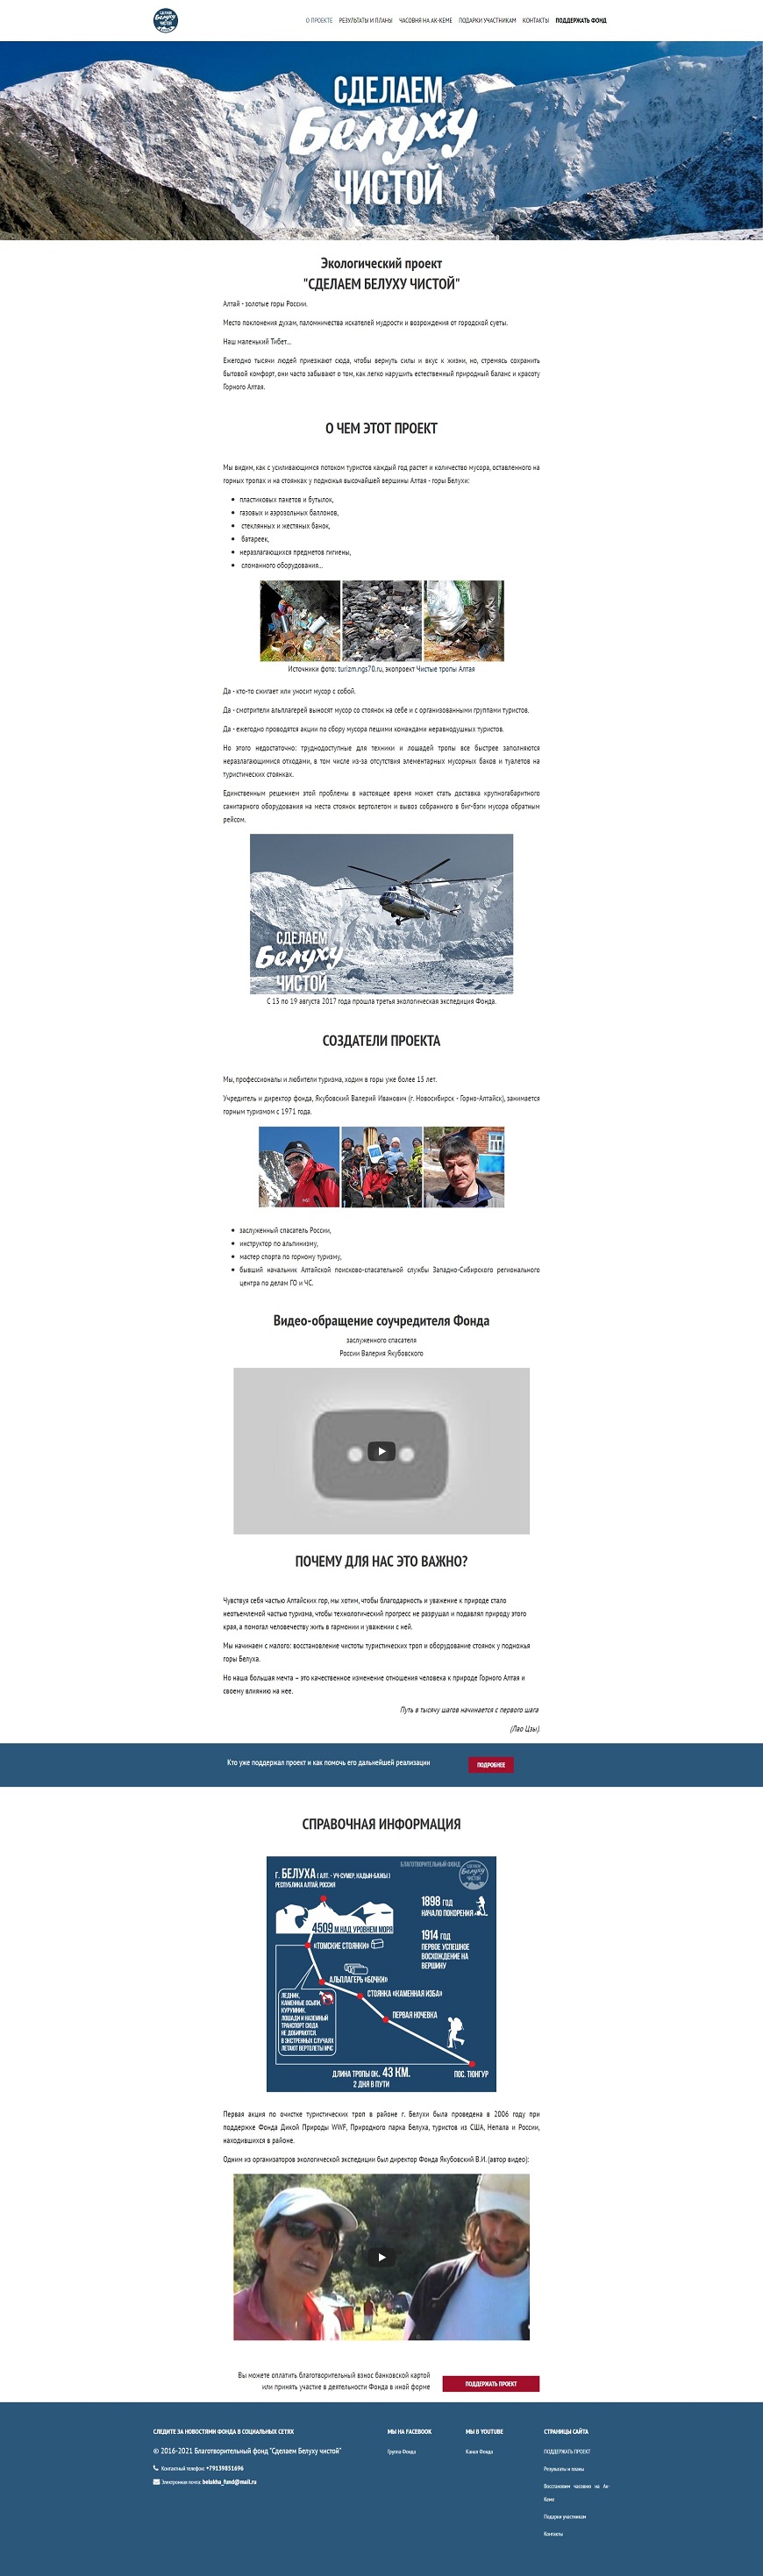 СДЕЛАЕМ
Белуху
ЧИСТОЙ
О ПРОЕКТЕ РЕЗУЛЬТАТЫ И ПЛАНЫ ЧАСОВНЯ НА АК-КЕМЕ ПОДАРКИ УЧАСТНИКАМ КОНТАКТЫ ПОДДЕРЖАТЬ ФОНД
СДЕЛАЕМ
Белуху
ЧИСТОЙ
Экологический проект
"СДЕЛАЕМ БЕЛУХУ ЧИСТОЙ"
Алтай - золотые горы России.
Место поклонения духам, паломничества искателей мудрости и возрождения от городской суеты.
Наш маленький Тибет...
Ежегодно тысячи людей приезжают сюда, чтобы вернуть силы и вкус к жизни, но, стремясь сохранить
бытовой комфорт, они часто забывают о том, как легко нарушить естественный природный баланс и красоту
Горного Алтая.
О ЧЕМ ЭТОТ ПРОЕКТ
Мы видим, как с усиливающимся потоком туристов каждый год растет и количество мусора, оставленного на
горных тропах и на стоянках у подножья высочайшей вершины Алтая - горы Белухи:
пластиковых пакетов и бутылок,
газовых и аэрозольных баллонов,
стеклянных и жестяных банок,
батареек,
неразлагающихся предметов гигиены,
сломанного оборудования...
Источники фото: turizm.ngs70.ru, экопроект Чистые тропы Алтая
Да - кто-то сжигает или уносит мусор с собой.
Да - смотрители альплагерей выносят мусор со стоянок на себе и с организованными группами туристов.
Да - ежегодно проводятся акции по сбору мусора пешими командами неравнодушных туристов.
Но этого недостаточно: труднодоступные для техники и лошадей тропы все быстрее заполняются
неразлагающимися отходами, в том числе из-за отсутствия элементарных мусорных баков и туалетов на
туристических стоянках.
Единственным решением этой проблемы в настоящее время может стать доставка крупногабаритного
санитарного оборудования на места стоянок вертолетом и вывоз собранного в биг-бэги мусора обратным
рейсом.
СДЕЛАЕМ
Белуху
ЧИСТОЙ
С 13 по 19 августа 2017 года прошла третья экологическая экспедиция Фонда.
СОЗДАТЕЛИ ПРОЕКТА
Мы, профессионалы и любители туризма, ходим в горы уже более 15 лет.
Учредитель и директор фонда, Якубовский Валерий Иванович (г. Новосибирск - Горно-Алтайск), занимается
горным туризмом с 1971 года.
заслуженный спасатель России,
инструктор по альпинизму,
мастер спорта по горному туризму,
бывший начальник Алтайской поисково-спасательной службы Западно-Сибирского регионального
центра по делам ГО и ЧС.
Видео-обращение соучредителя Фонда
заслуженного спасателя
России Валерия Якубовского
ПОЧЕМУ ДЛЯ НАС ЭТО ВАЖНО?
Чувствуя себя частью Алтайских гор, мы хотим, чтобы благодарность и уважение к природе стало
неотъемлемой частью туризма, чтобы технологический прогресс не разрушал и подавлял природу этого
края, а помогал человечеству жить в гармонии и уважении с ней.
Мы начинаем с малого: восстановление чистоты туристических троп и оборудование стоянок у подножья
горы Белуха.
Но наша большая мечта – это качественное изменение отношения человека к природе Горного Алтая и
своему влиянию на нее.
Путь в тысячу шагов начинается с первого шага
(Лао Цзы).
Кто уже поддержал проект и как помочь его дальнейшей реализации ПОДРОБНЕЕ
СПРАВОЧНАЯ ИНФОРМАЦИЯ
БЛАГОТВОРИТЕЛЬНЫЙ ФОНД
Г. БЕЛУХА (АЛТ. - УЧ-СУМЕР, КАДЫН-БАЖЫ)
РЕСПУБЛИКА АЛТАЙ, РОССИЯ
1898 ГОД
НАЧАЛО ПОКОРЕНИЯ
4509 М НАД УРОВНЕМ МОРЯ
1914 ГОД
ПЕРВОЕ УСПЕШНОЕ
ВОСХОЖДЕНИЕ НА
ВЕРШИНУ
«ТОМСКИЕ СТОЯНКИ»
АЛЬПЛАГЕРЬ «БОЧКИ»
СТОЯНКА «КАМЕННАЯ ИЗБА»
ЛЕДНИК,
КАМЕННЫЕ ОСЫПИ,
КУРУМНИК.
ЛОШАДИ И НАЗЕМНЫЙ
ТРАНСПОРТ СЮДА
НЕ ДОБИРАЮТСЯ.
В ЭКСТРЕННЫХ СЛУЧАЯХ
ЛЕТАЮТ ВЕРТОЛЕТЫ МЧС
ПЕРВАЯ НОЧЕВКА
ДЛИНА ТРОПЫ ОК. 43 КМ.
2 ДНЯ В ПУТИ
ПОС. ТЮНГУР
Первая акция по очистке туристических троп в районе г. Белухи была проведена в 2006 году при
поддержке Фонда Дикой Природы WWF, Природного парка Белуха, туристов из США, Непала и России,
находившихся в районе.
Одним из организаторов экологической экспедиции был директор Фонда Якубовский В.И. (автор видео):
Вы можете оплатить благотворительный взнос банковской картой
или принять участие в деятельности Фонда в иной форме
ПОДДЕРЖАТЬ ПРОЕКТ
СЛЕДИТЕ ЗА НОВОСТЯМИ ФОНДА В СОЦИАЛЬНЫХ СЕТЯХ
© 2016-2021 Благотворительный фонд "Сделаем Белуху чистой"
Контактный телефон: +79139851696
Электронная почта: belukha_fund@mail.ru
МЫ НА FACEBOOK
Группа Фонда
МЫ В YOUTUBE
Канал Фонда
СТРАНИЦЫ САЙТА
ПОДДЕРЖАТЬ ПРОЕКТ
Результаты и планы
Восстановим часовню на Ак-
Кеме
Подарки участникам
Контакты